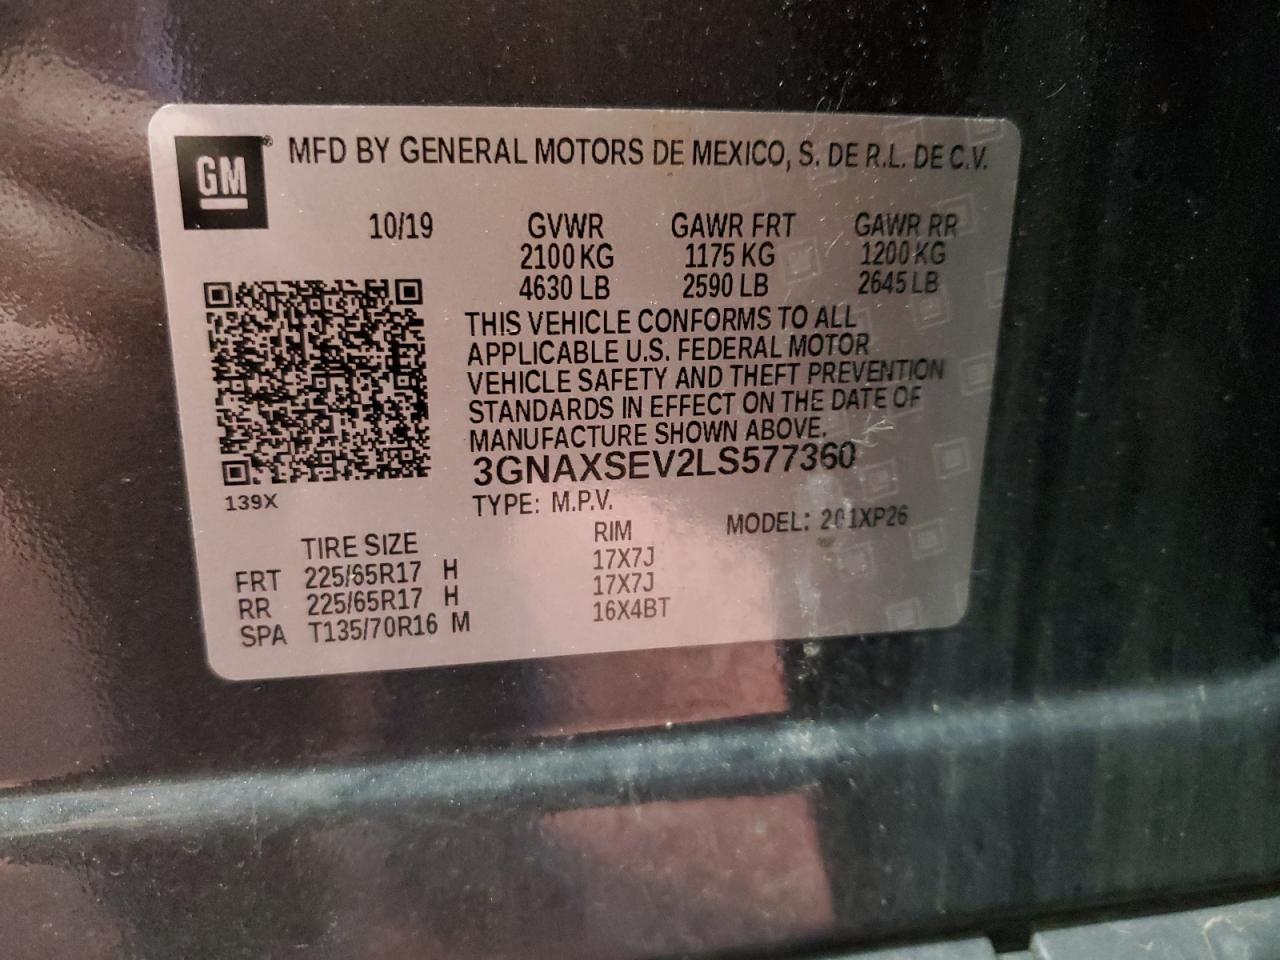 GM ® MFD BY GENERAL MOTORS DE MEXICO, S. DE R.L. DE C.V.
10/19 GVWR GAWR FRT GAWR RR
2100 KG 1175 KG 1200 KG
4630 LB 2590 LB 2645 LB
THIS VEHICLE CONFORMS TO ALL
APPLICABLE U.S. FEDERAL MOTOR
VEHICLE SAFETY AND THEFT PREVENTION
STANDARDS IN EFFECT ON THE DATE OF
MANUFACTURE SHOWN ABOVE.
3GNAXSEV2LS577360
139X
TYPE: M.P.V. MODEL: 201XP26
TIRE SIZE RIM
FRT 225/65R17 H 17X7J
RR 225/65R17 H 17X7J
SPA T135/70R16 M 16X4BT